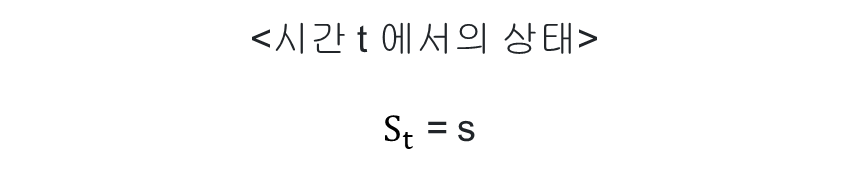 <시간 t 에서의 상태>
Sₜ = s